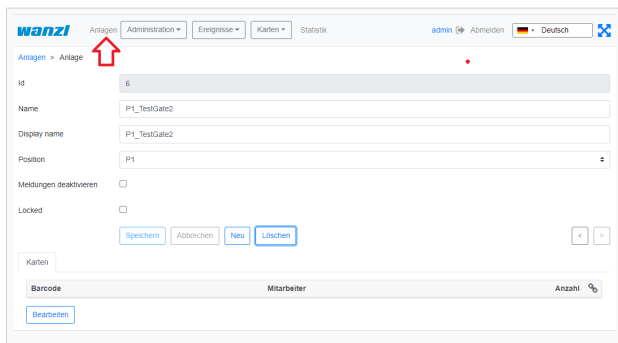 wanzl Anlagen Administration Ereignisse Karten Statistik admin Abmelden Deutsch
Anlagen > Anlage
Id 6
Name P1_TestGate2
Display name P1_TestGate2
Position P1
Meldungen deaktivieren
Locked
Speichern Abbrechen Neu Löschen < >
Karten
Barcode Mitarbeiter Anzahl
Bearbeiten